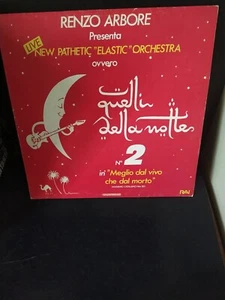 RENZO ARBORE
Presenta
LIVE
NEW PATHETIC "ELASTIC" ORCHESTRA
ovvero
quelli
della notte
N° 2
in "Meglio dal vivo
che dal morto"
RAI